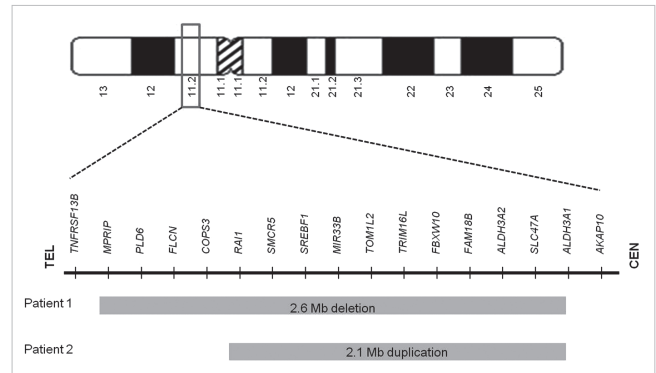 13 12 11.2 11.1 11.1 11.2 12 21.1 21.2 21.3 22 23 24 25
TEL TNFRSF13B MPRIP PLD6 FLCN COPS3 RAI1 SMCR5 SREBF1 MIR33B TOM1L2 TRIM16L FBXW10 FAM18B ALDH3A2 SLC47A ALDH3A1 AKAP10 CEN
Patient 1 2.6 Mb deletion
Patient 2 2.1 Mb duplication